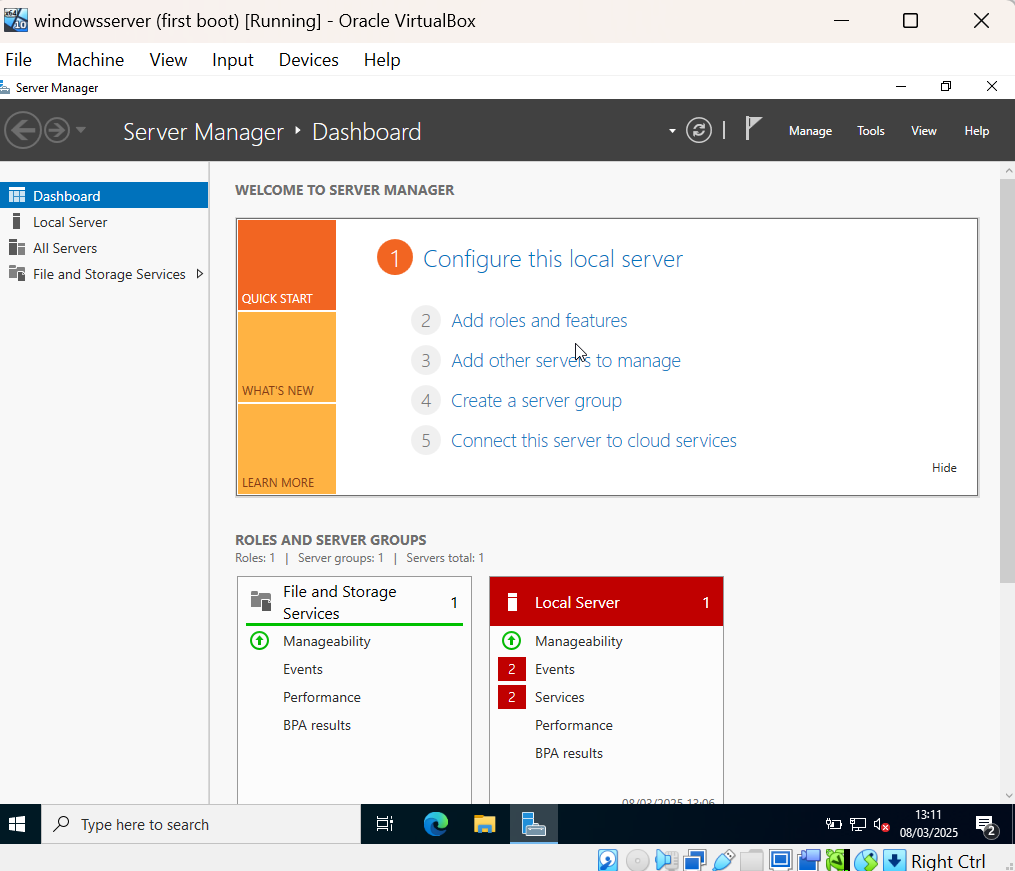 windowsserver (first boot) [Running] - Oracle VirtualBox
File Machine View Input Devices Help
Server Manager
Server Manager Dashboard
Manage Tools View Help
Dashboard
Local Server
All Servers
File and Storage Services
WELCOME TO SERVER MANAGER
QUICK START
WHAT'S NEW
LEARN MORE
1 Configure this local server
2 Add roles and features
3 Add other servers to manage
4 Create a server group
5 Connect this server to cloud services
Hide
ROLES AND SERVER GROUPS
Roles: 1 | Server groups: 1 | Servers total: 1
File and Storage
Services
1
Manageability
Events
Performance
BPA results
Local Server 1
Manageability
2 Events
2 Services
Performance
BPA results
08/03/2025 13:06
Type here to search
13:11
08/03/2025
2
Right Ctrl